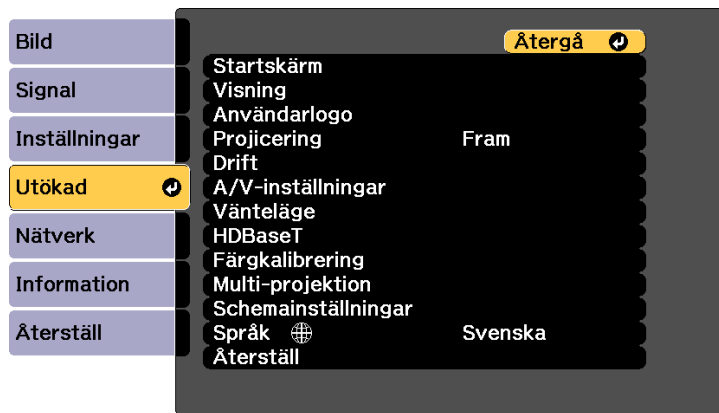 Bild
Signal
Inställningar
Utökad
Nätverk
Information
Återställ
Återgå
Startskärm
Visning
Användarlogo
Projicering Fram
Drift
A/V-inställningar
Vänteläge
HDBaseT
Färgkalibrering
Multi-projektion
Schemainställningar
Språk Svenska
Återställ